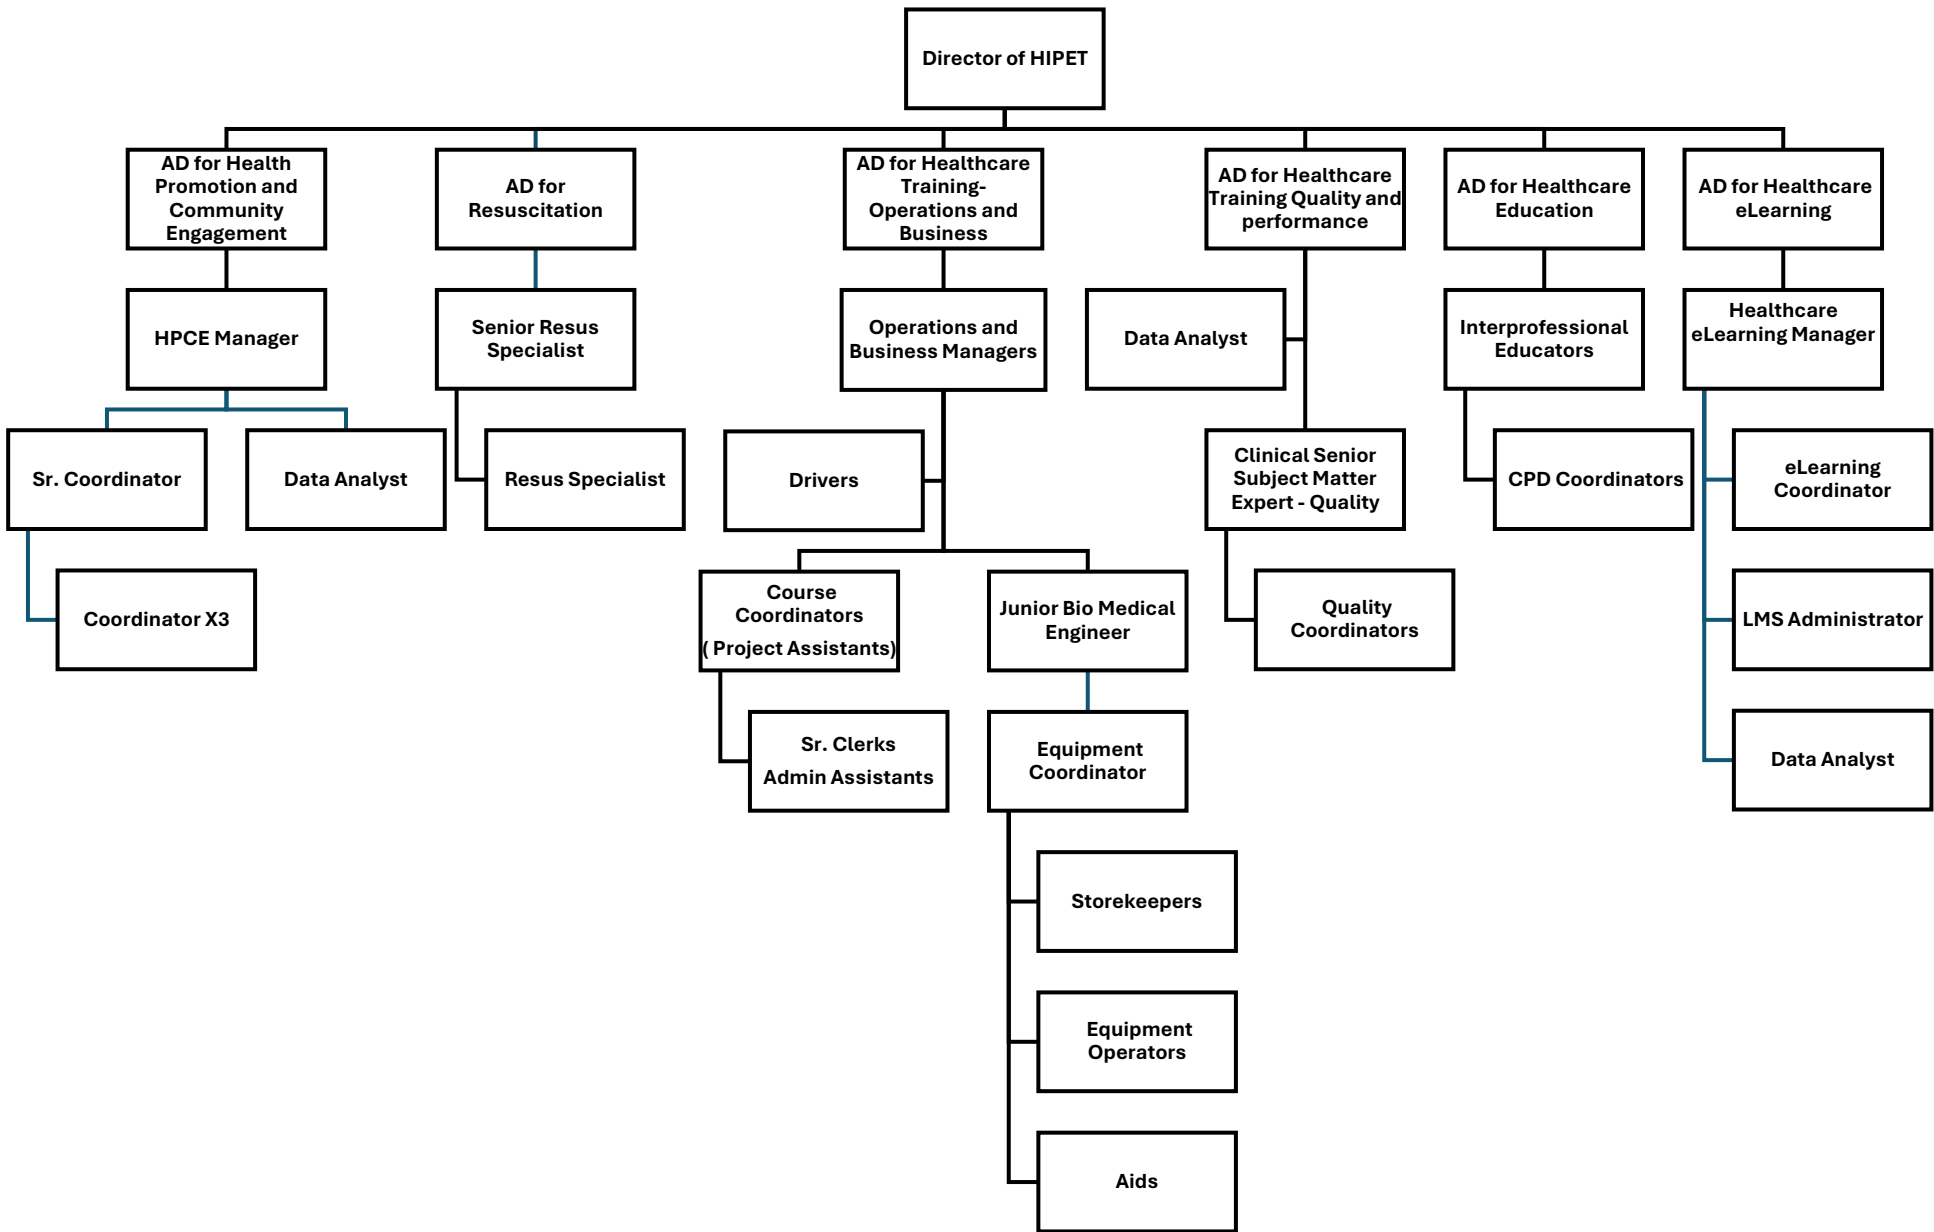 Director of HIPET
AD for Health
Promotion and
Community
Engagement
AD for
Resuscitation
AD for Healthcare
Training-
Operations and
Business
AD for Healthcare
Training Quality and
performance
AD for Healthcare
Education
AD for Healthcare
eLearning
HPCE Manager
Senior Resus
Specialist
Operations and
Business Managers
Data Analyst
Interprofessional
Educators
Healthcare
eLearning Manager
Sr. Coordinator
Data Analyst
Resus Specialist
Drivers
Clinical Senior
Subject Matter
Expert - Quality
CPD Coordinators
eLearning
Coordinator
Coordinator X3
Course
Coordinators
( Project Assistants)
Junior Bio Medical
Engineer
Quality
Coordinators
LMS Administrator
Sr. Clerks
Admin Assistants
Equipment
Coordinator
Data Analyst
Storekeepers
Equipment
Operators
Aids